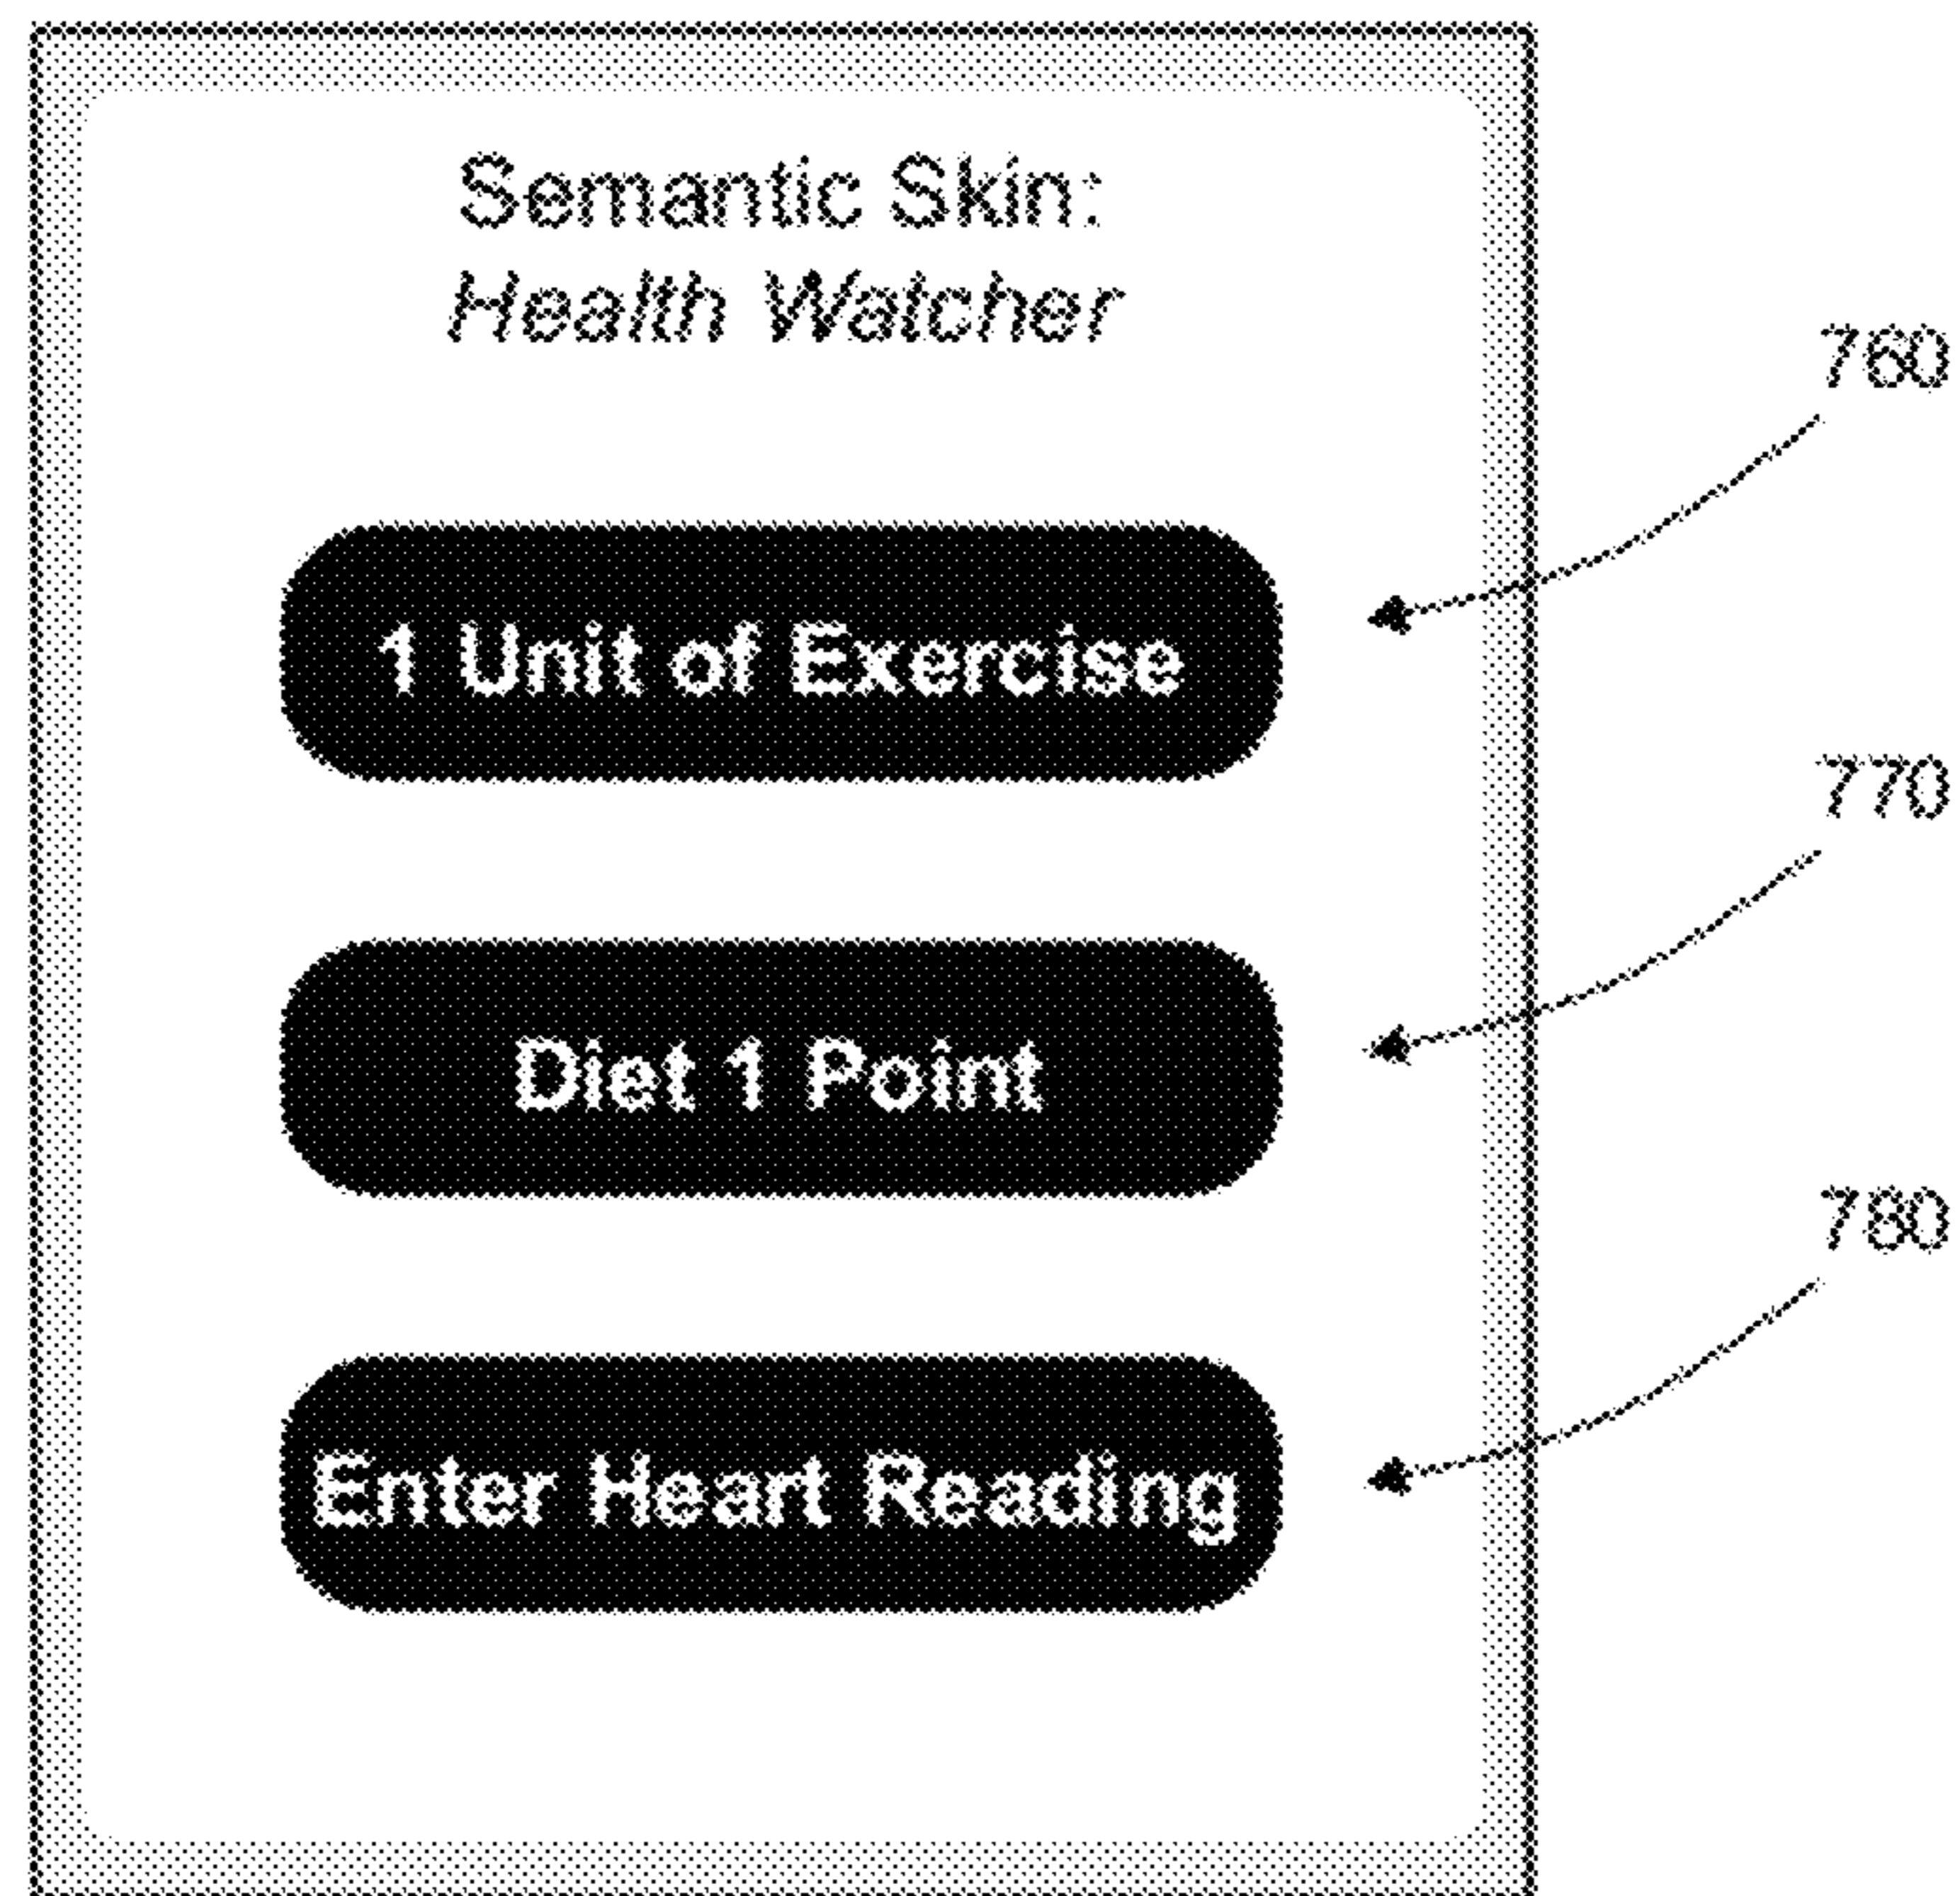 Semantic Skin:
Health Watcher
760
1 Unit of Exercise
770
Diet 1 Point
780
Enter Heart Reading